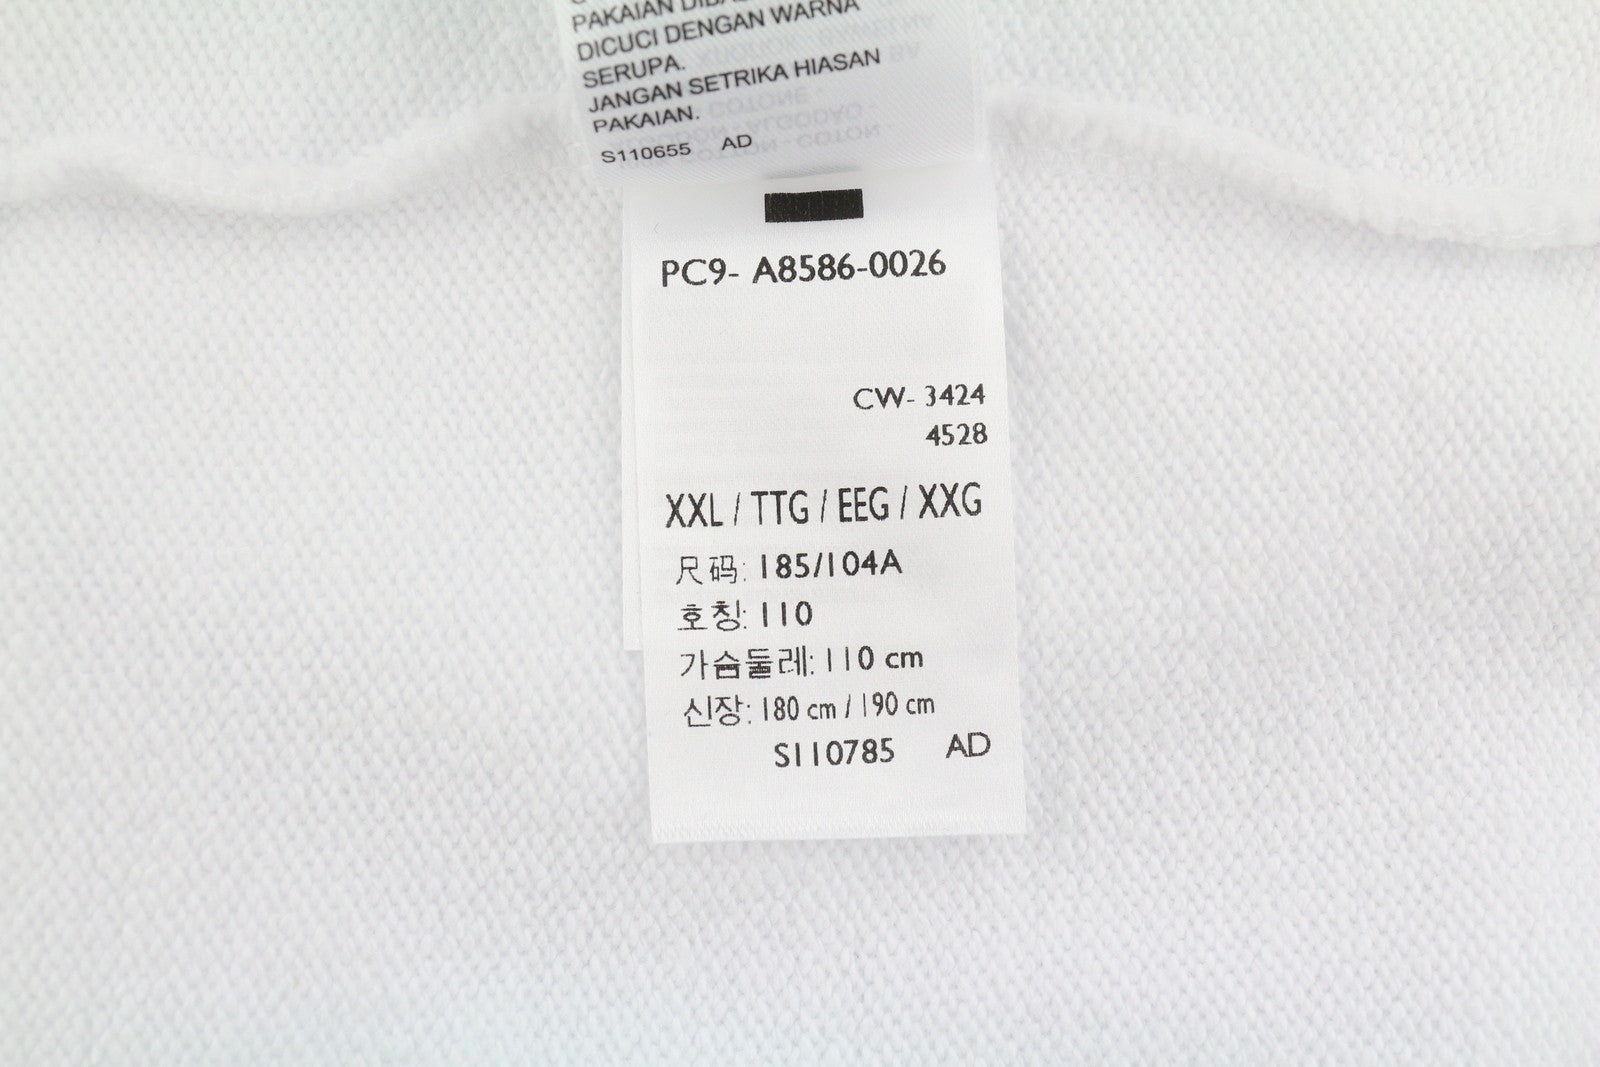 PAKAIAN
DICUCI DENGAN WARNA
SERUPA.
JANGAN SETRIKA HIASAN
PAKAIAN.
S110655 AD
PC9- A8586-0026
CW- 3424
4528
XXL / TTG / EEG / XXG
尺码: 185/104A
호칭: 110
가슴둘레: 110 cm
신장: 180 cm / 190 cm
S110785 AD